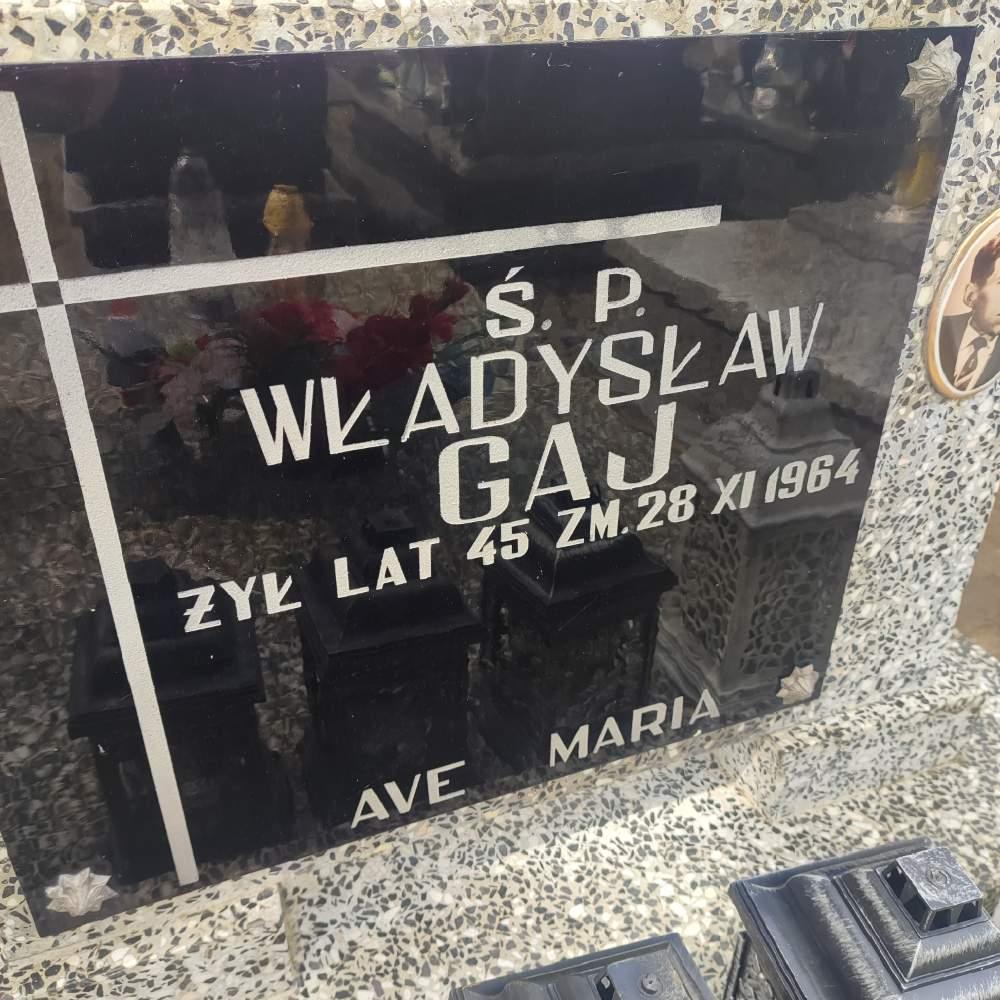 Ś. P.
WŁADYSŁAW
GAJ
ŻYŁ LAT 45 ZM. 28 XI 1964
AVE MARIA